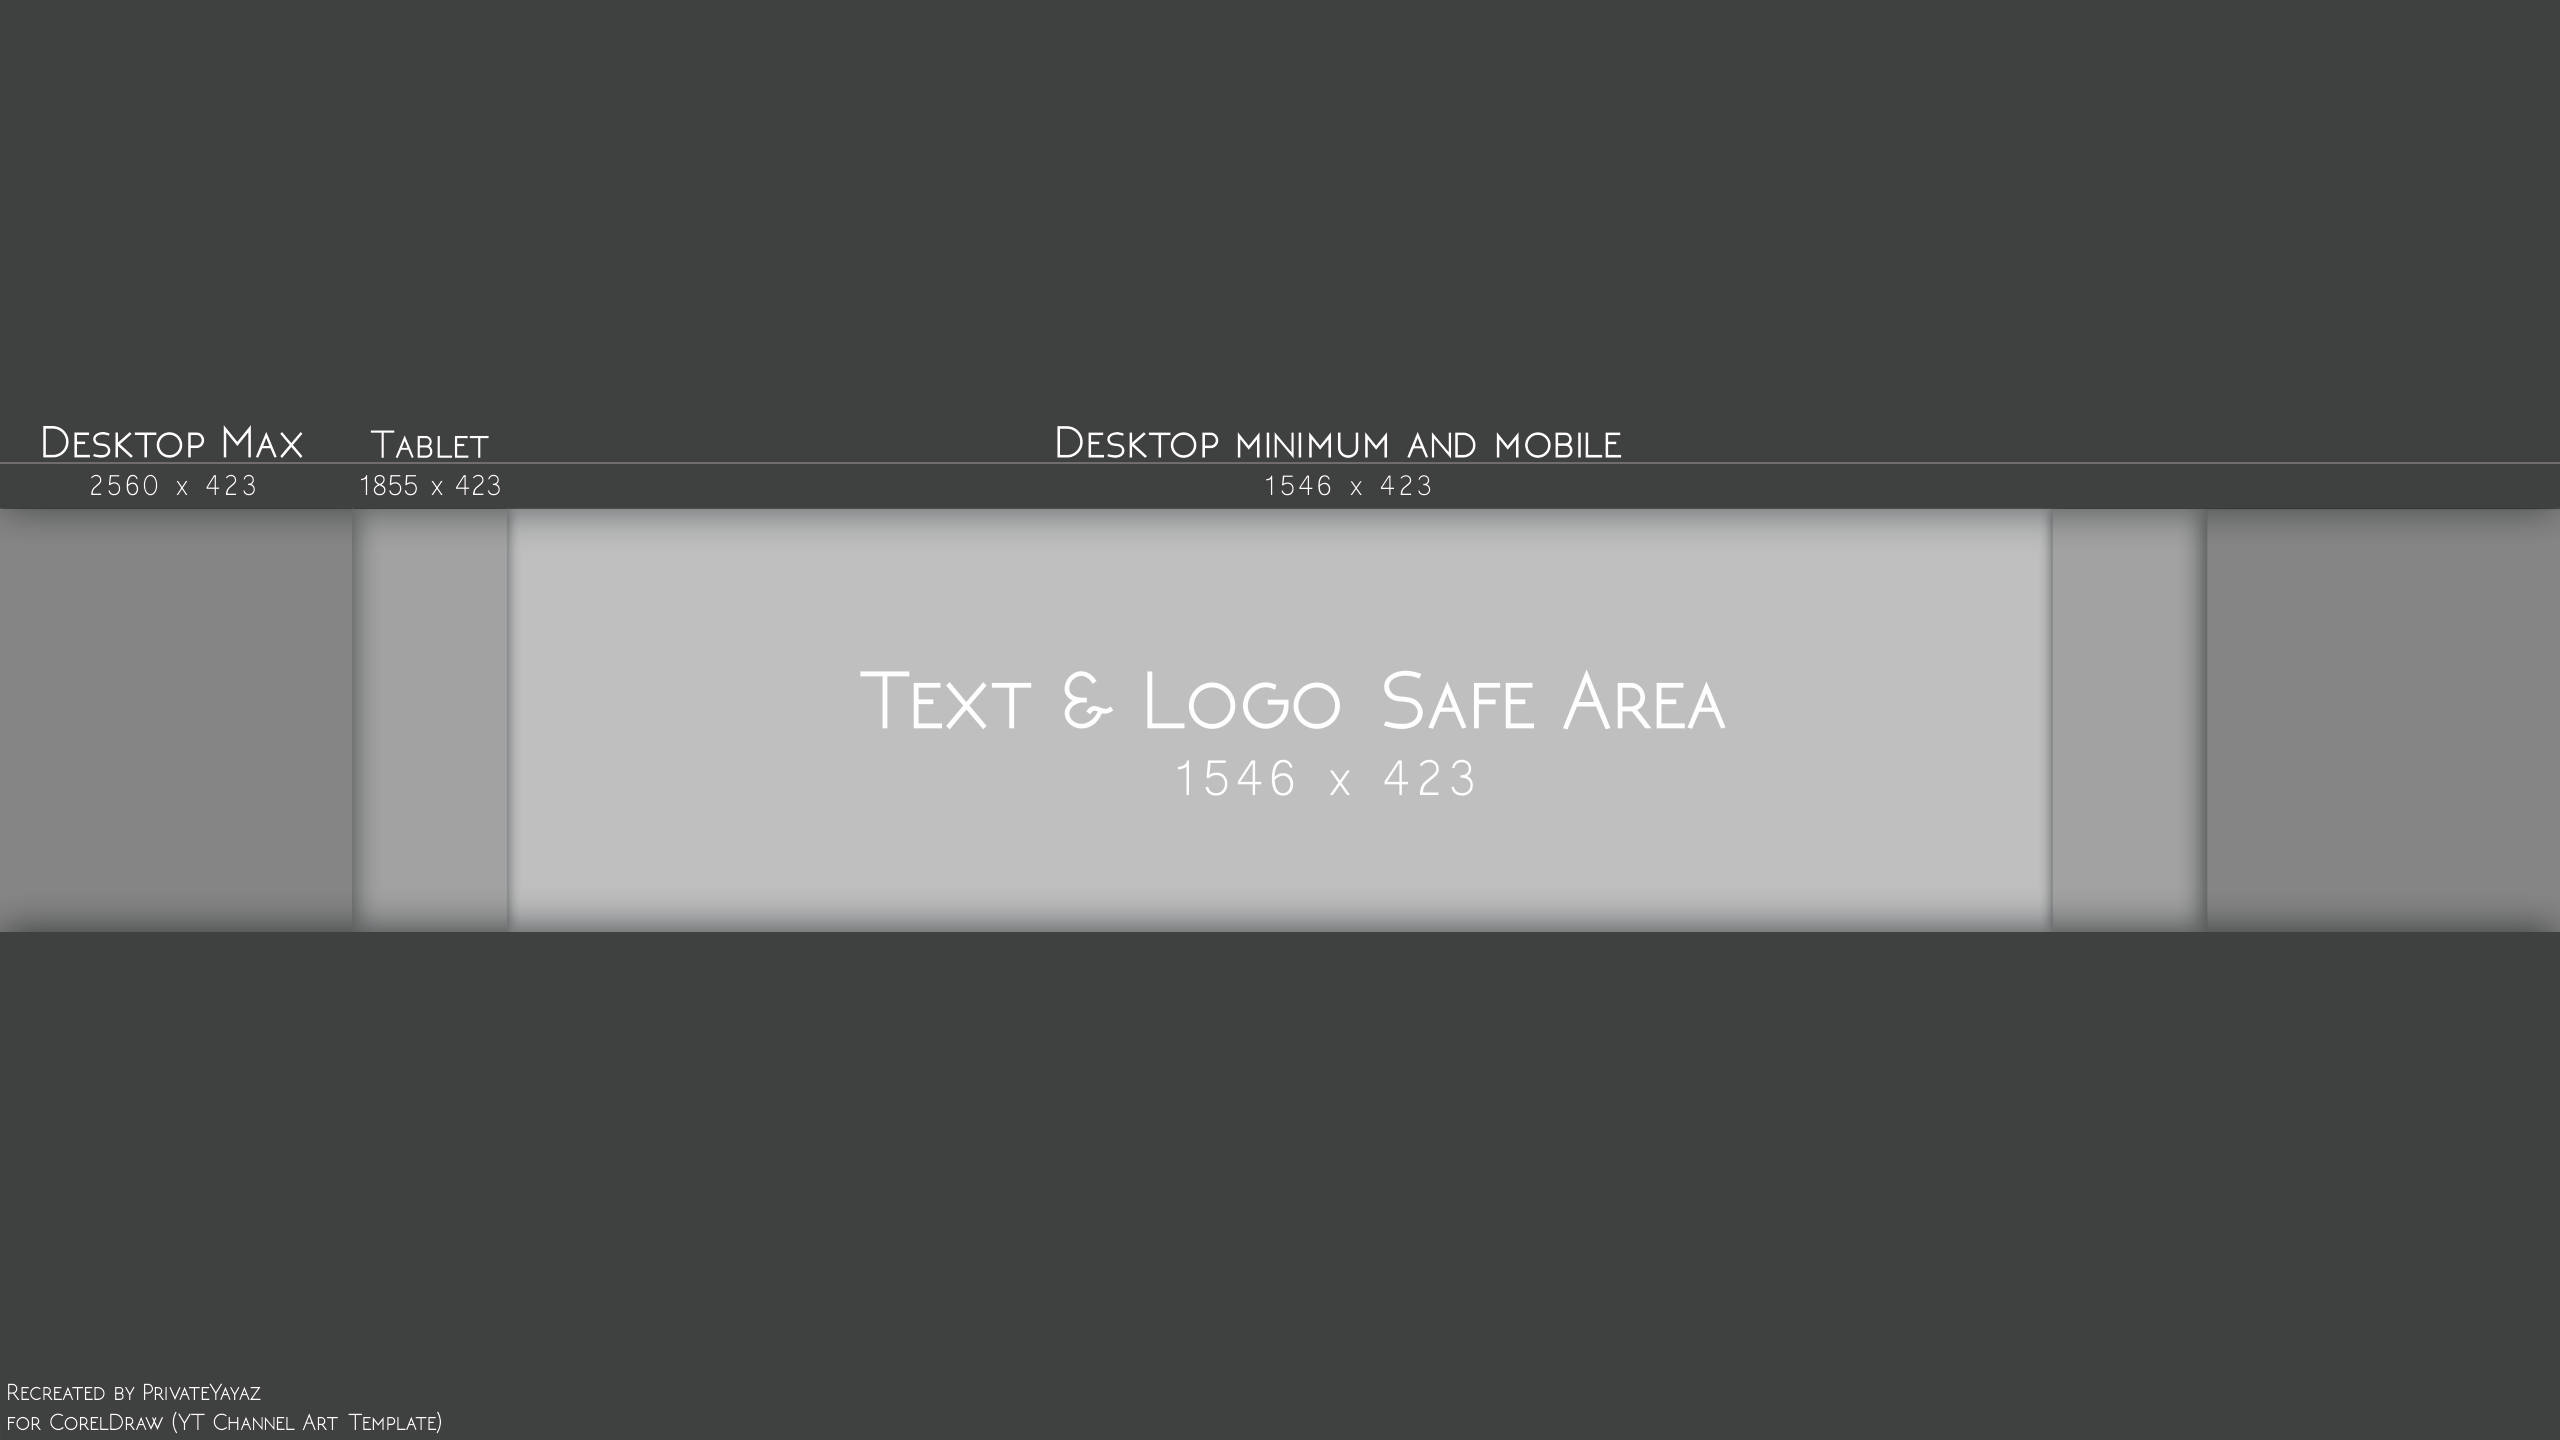 Desktop Max
Tablet
Desktop minimum and mobile
2560 x 423
1855 x 423
1546 x 423
Text & Logo Safe Area
1546 x 423
Recreated by PrivateYayaz
for CorelDraw (YT Channel Art Template)